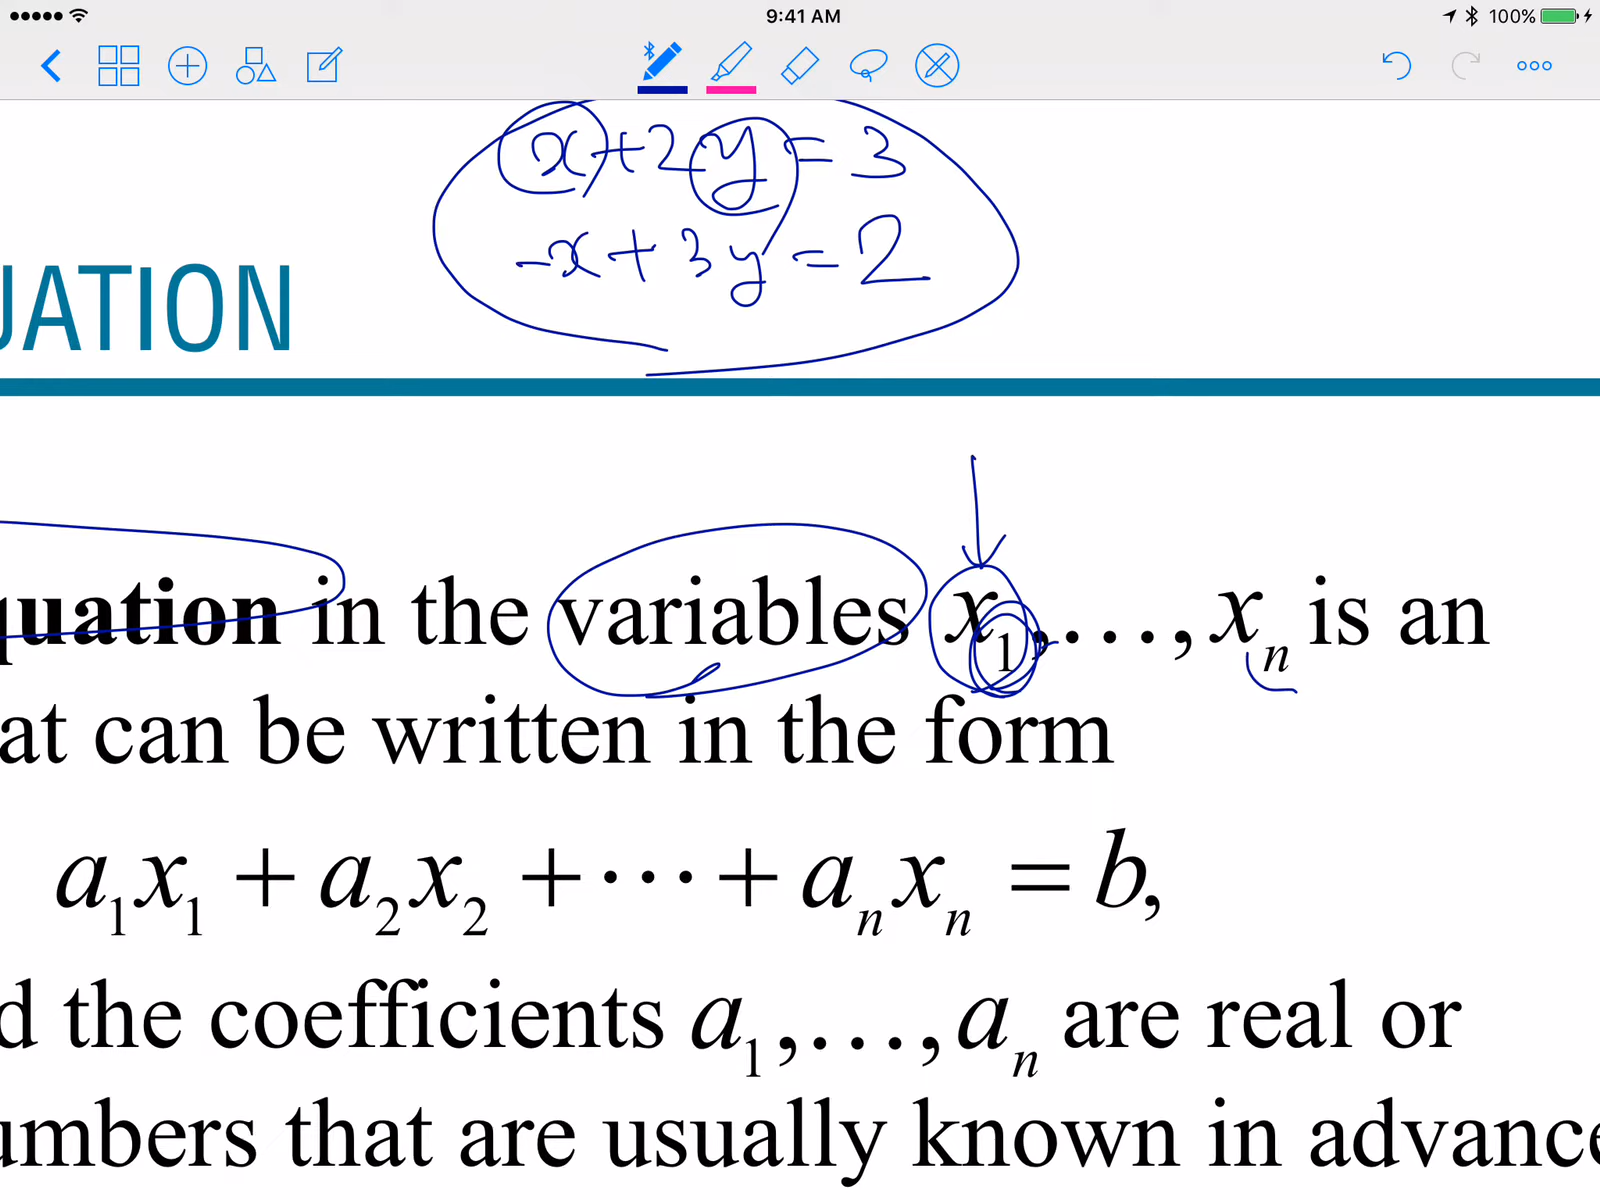 9:41 AM
100%
x + 2y = 3
-x + 3y = 2
UATION
quation in the variables x₁,…,xₙ is an
at can be written in the form
a₁x₁ + a₂x₂ + ⋯ + aₙxₙ = b,
d the coefficients a₁,…,aₙ are real or
umbers that are usually known in advance